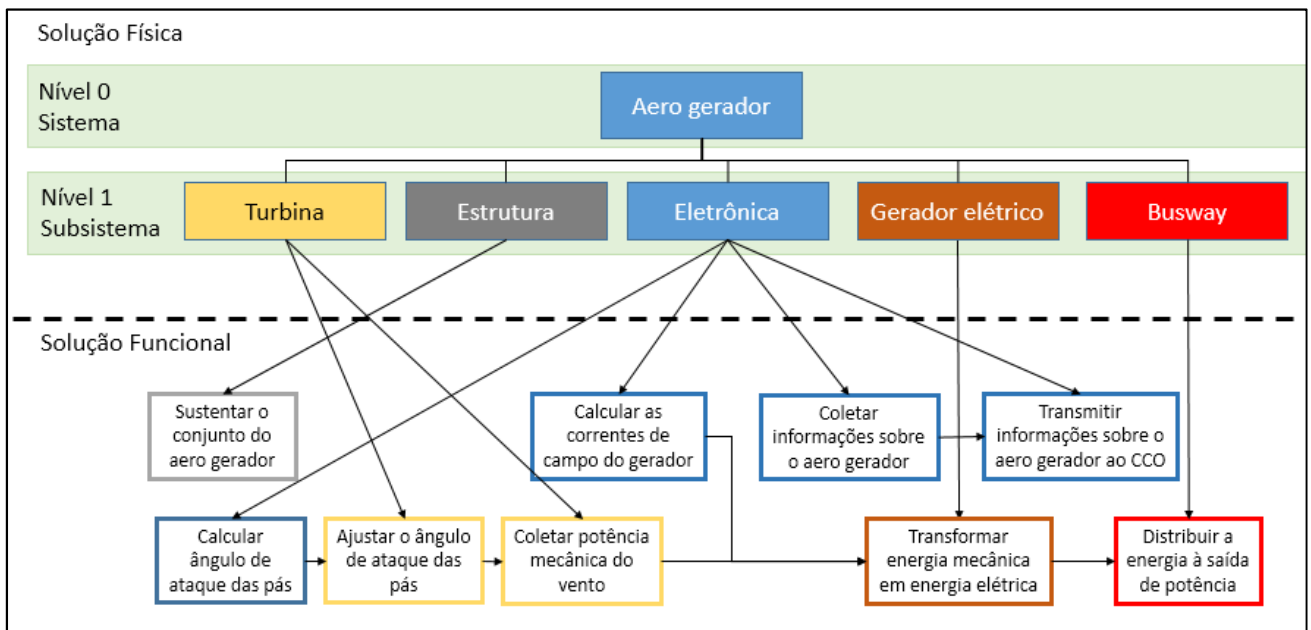 Solução Física
Nível 0
Sistema
Aero gerador
Nível 1
Subsistema
Turbina
Estrutura
Eletrônica
Gerador elétrico
Busway
Solução Funcional
Sustentar o
conjunto do
aero gerador
Calcular as
correntes de
campo do gerador
Coletar
informações sobre
o aero gerador
Transmitir
informações sobre o
aero gerador ao CCO
Calcular
ângulo de
ataque das pás
Ajustar o ângulo
de ataque das
pás
Coletar potência
mecânica do
vento
Transformar
energia mecânica
em energia elétrica
Distribuir a
energia à saída
de potência